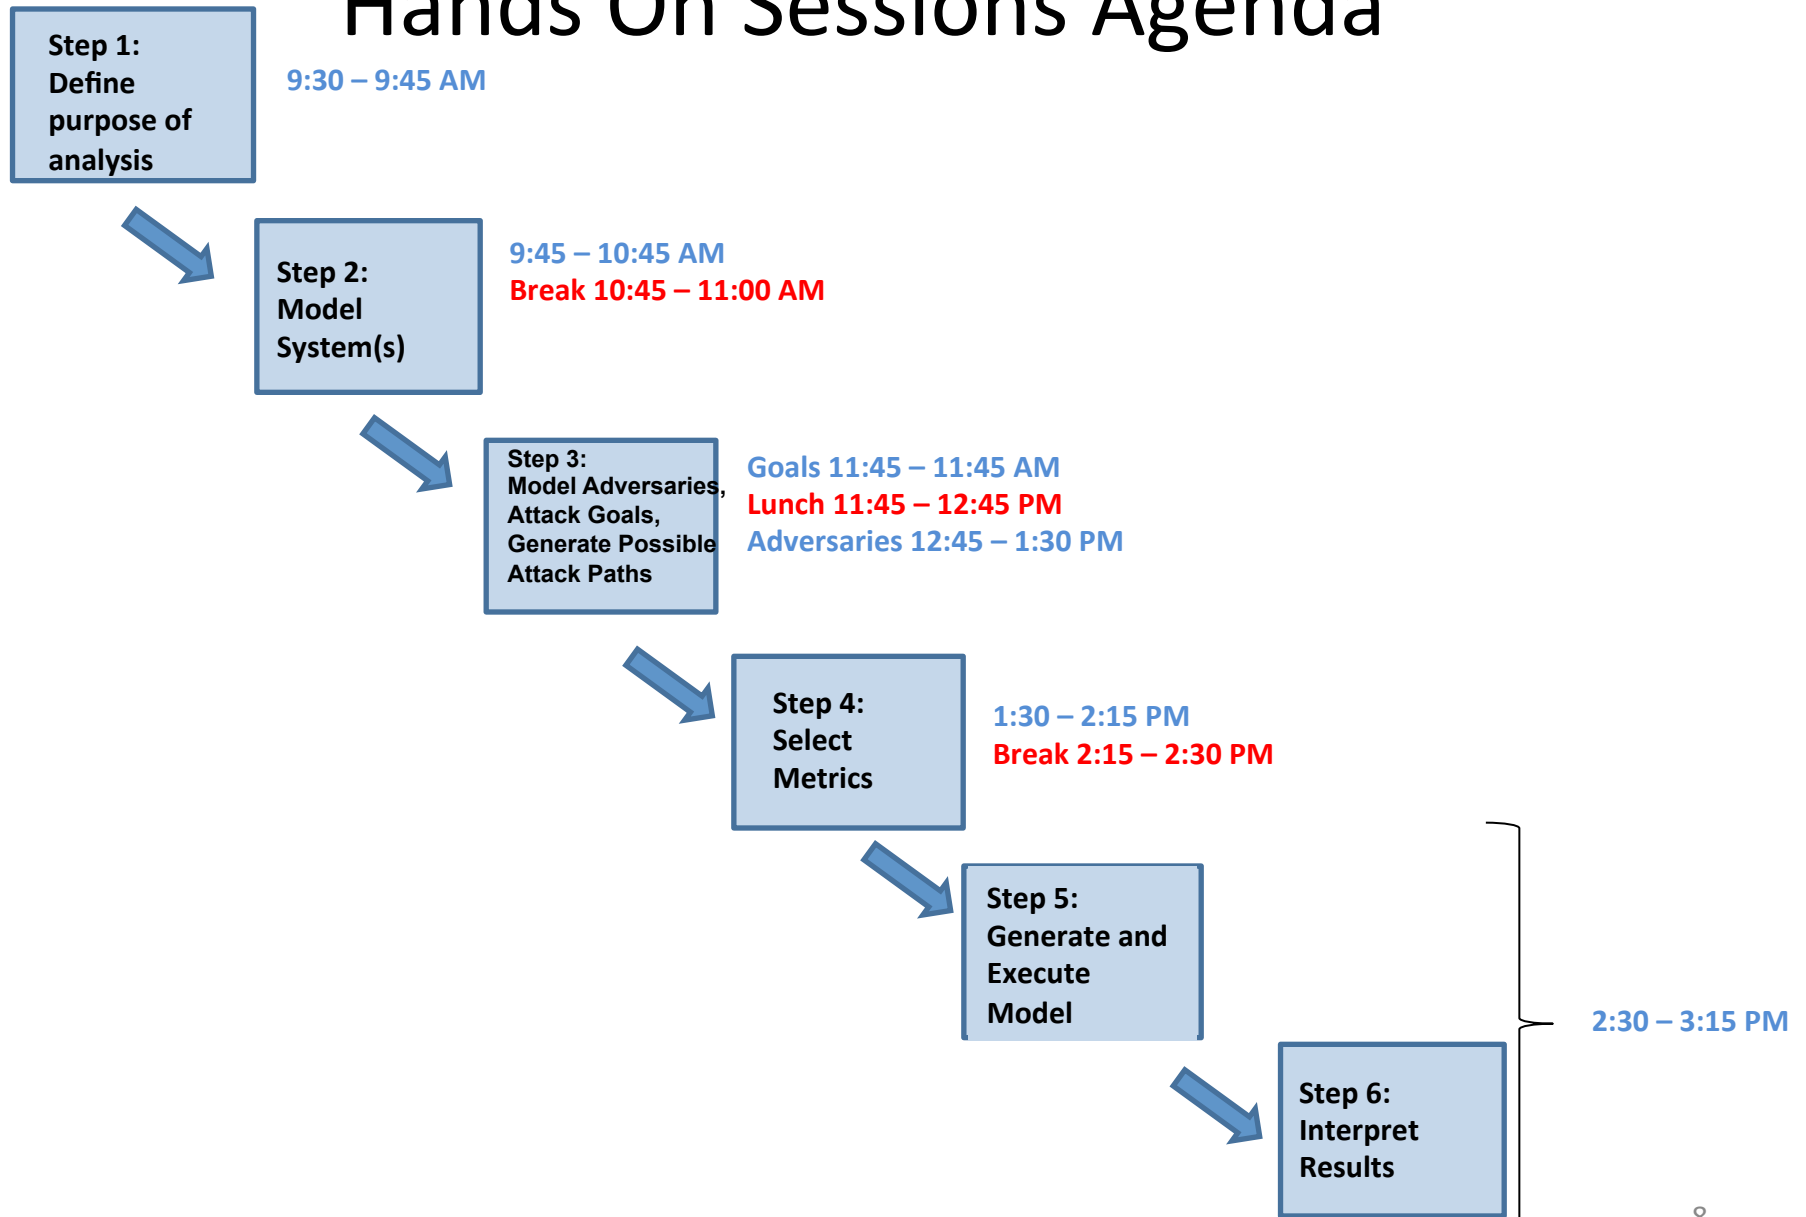 Hands On Sessions Agenda
Step 1:
Define
purpose of
analysis
9:30 – 9:45 AM
Step 2:
Model
System(s)
9:45 – 10:45 AM
Break 10:45 – 11:00 AM
Step 3:
Model Adversaries,
Attack Goals,
Generate Possible
Attack Paths
Goals 11:45 – 11:45 AM
Lunch 11:45 – 12:45 PM
Adversaries 12:45 – 1:30 PM
Step 4:
Select
Metrics
1:30 – 2:15 PM
Break 2:15 – 2:30 PM
Step 5:
Generate and
Execute
Model
2:30 – 3:15 PM
Step 6:
Interpret
Results
8